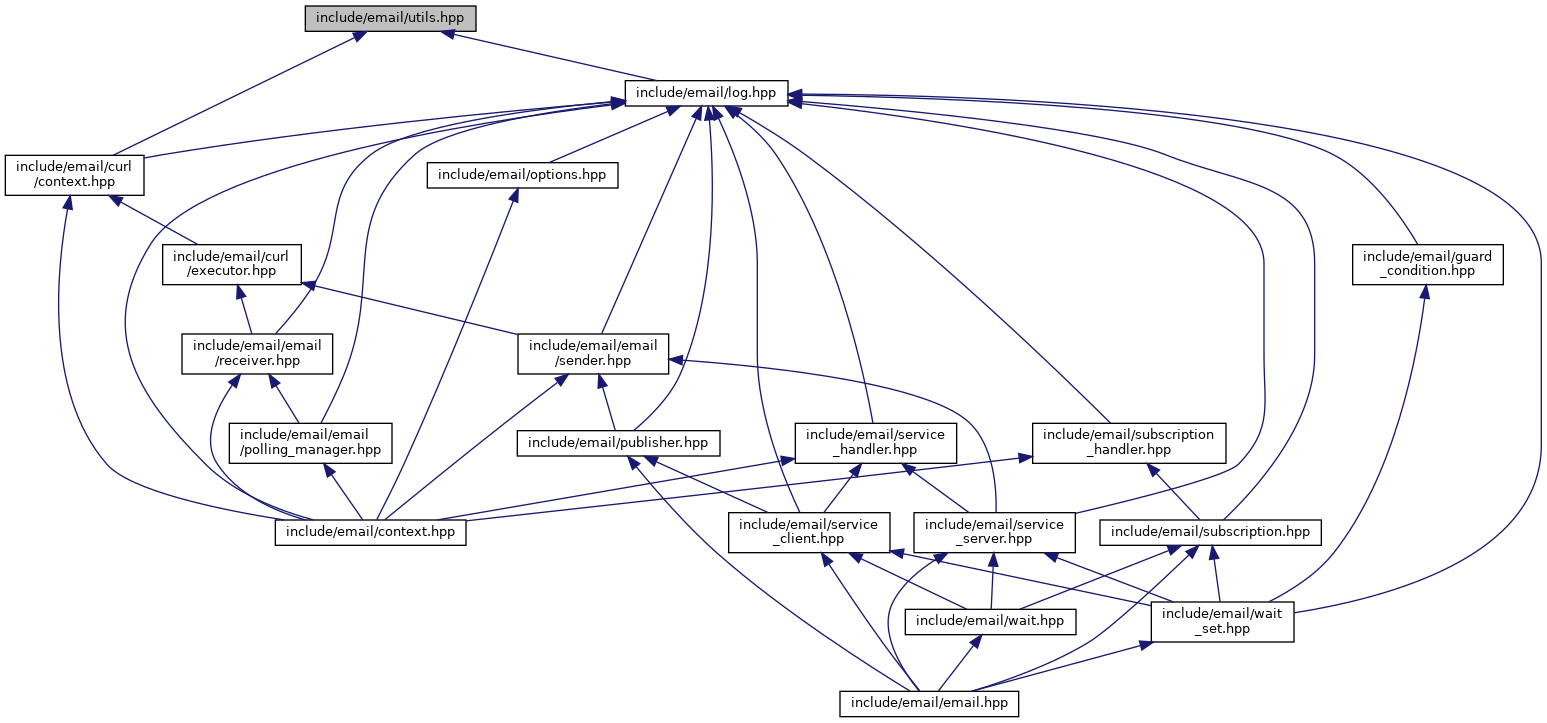 include/email/utils.hpp
include/email/log.hpp
include/email/curl
/context.hpp
include/email/options.hpp
include/email/curl
/executor.hpp
include/email/guard
_condition.hpp
include/email/email
/receiver.hpp
include/email/email
/sender.hpp
include/email/email
/polling_manager.hpp
include/email/publisher.hpp
include/email/service
_handler.hpp
include/email/subscription
_handler.hpp
include/email/context.hpp
include/email/service
_client.hpp
include/email/service
_server.hpp
include/email/subscription.hpp
include/email/wait.hpp
include/email/wait
_set.hpp
include/email/email.hpp